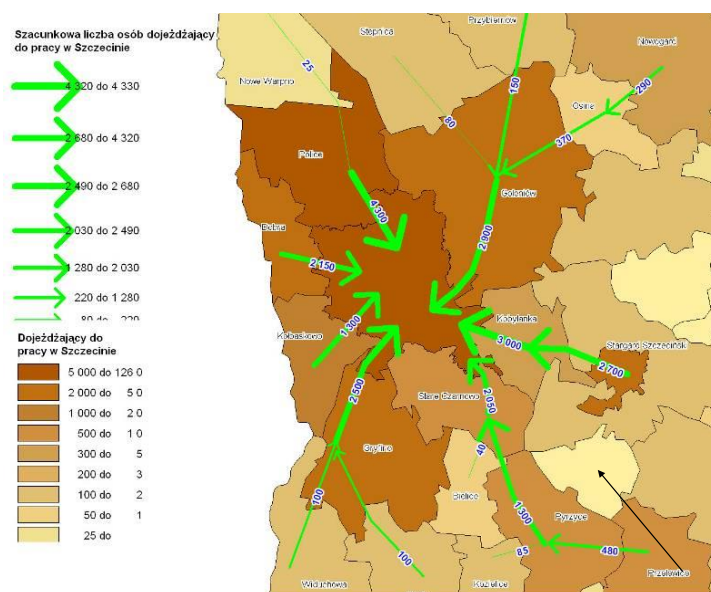 Szacunkowa liczba osób dojeżdżający
do pracy w Szczecinie
4 320 do 4 330
2 680 do 4 320
2 490 do 2 680
2 030 do 2 490
1 280 do 2 030
220 do 1 280
80 do 220
Dojeżdżający do
pracy w Szczecinie
5 000 do 126 0
2 000 do 5 0
1 000 do 2 0
500 do 1 0
300 do 5
200 do 3
100 do 2
50 do 1
25 do
Stepnica
Przybiernów
Nowogard
Nowe Warpno
25
Osina
150
290
80
370
Police
Goleniów
4 300
2 900
Dobra
2 150
Kołbaskowo
1 300
Kobylanka
3 000
Stargard Szczeciński
2 700
2 500
Stare Czarnowo
2 050
Gryfino
40
100
Bielice
1 300
Pyrzyce
100
85
480
Widuchowa
Kozielice
Przelewice